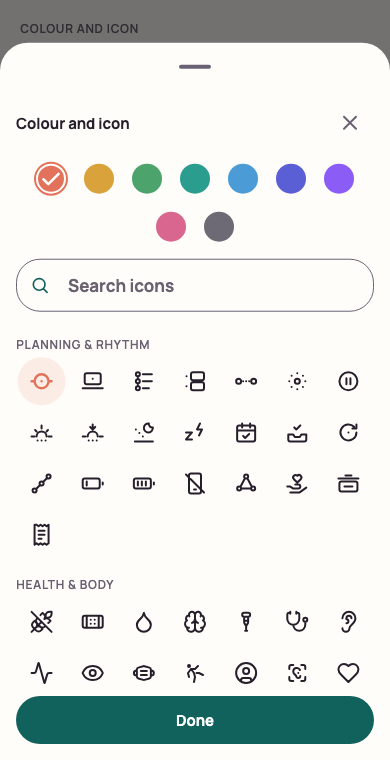 COLOUR AND ICON
Colour and icon
Search icons
PLANNING & RHYTHM
HEALTH & BODY
Done